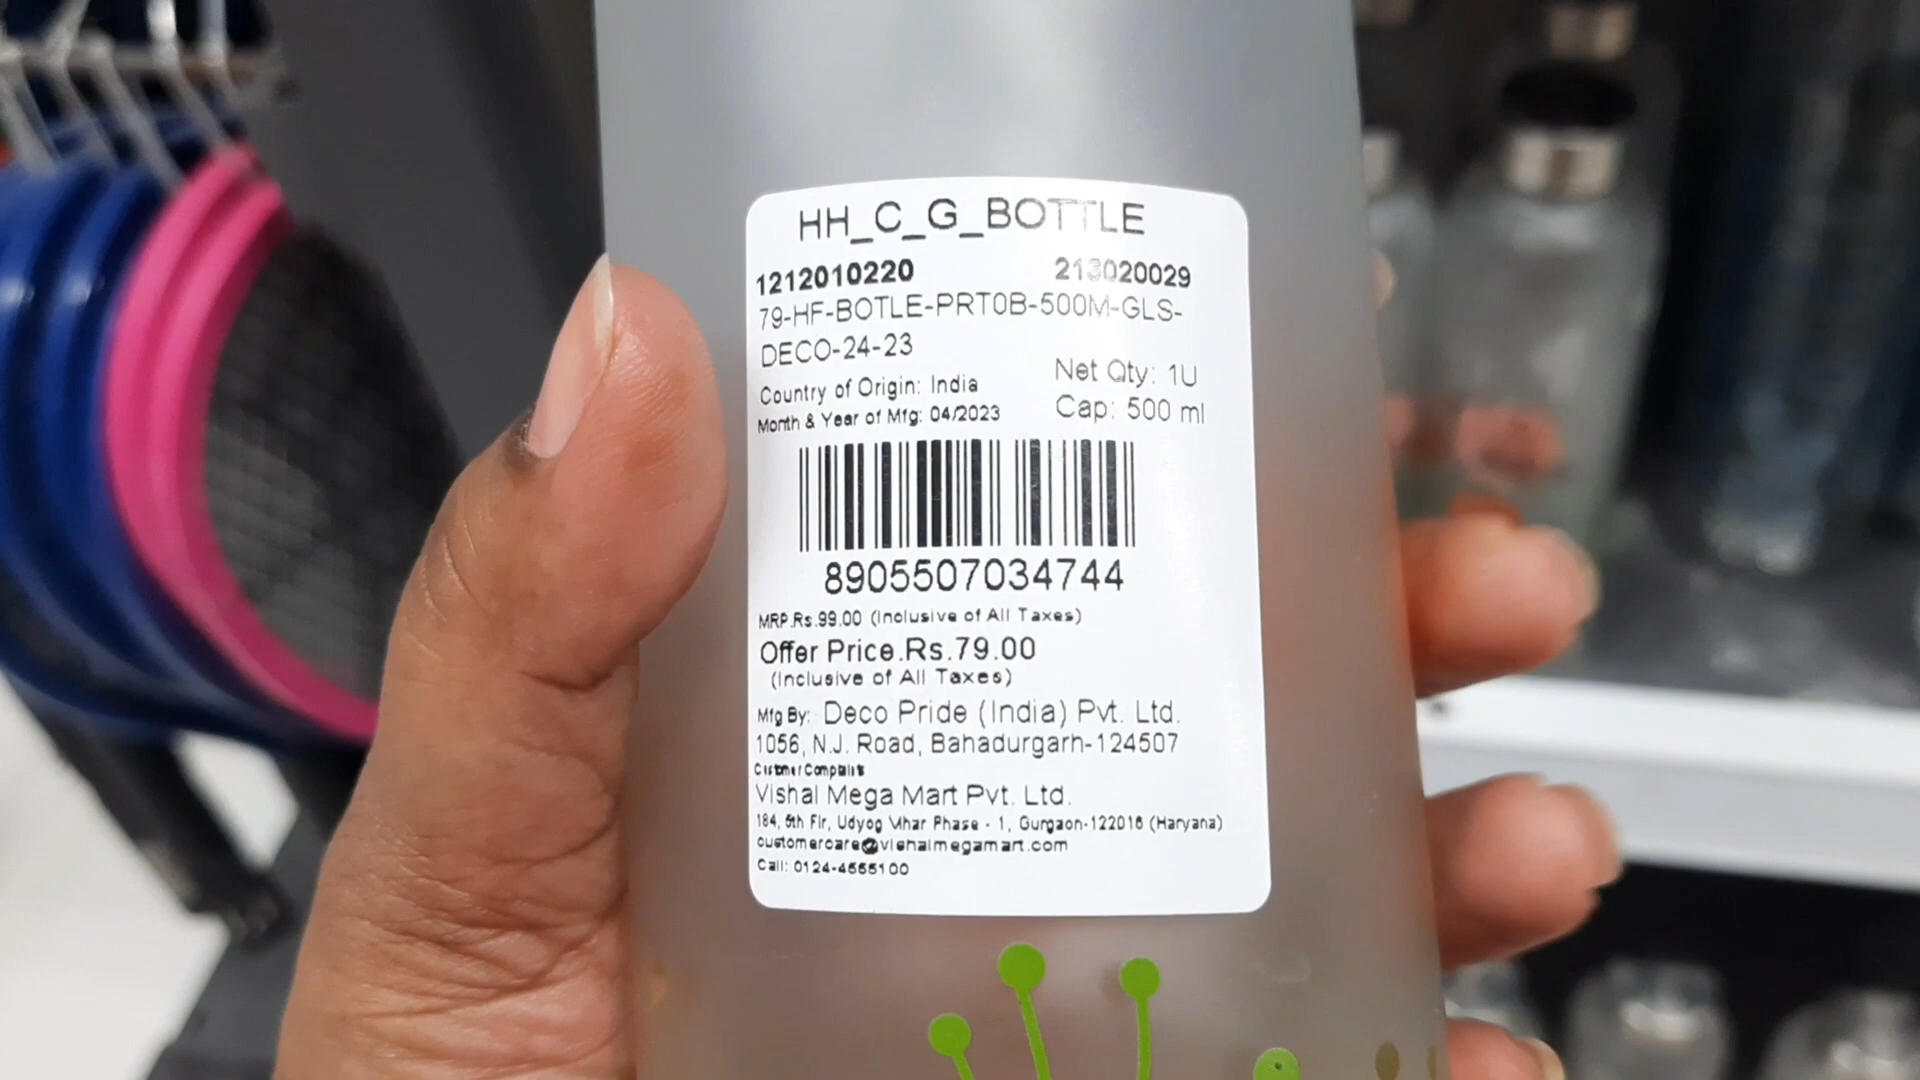 HH_C_G_BOTTLE
1212010220 213020029
79-HF-BOTLE-PRT0B-500M-GLS-
DECO-24-23
Country of Origin: India Net Qty: 1U
Month & Year of Mfg: 04/2023 Cap: 500 ml
8905507034744
MRP.Rs.99.00 (Inclusive of All Taxes)
Offer Price.Rs.79.00
(Inclusive of All Taxes)
Mfg By: Deco Pride (India) Pvt. Ltd.
1056, N.J. Road, Bahadurgarh-124507
Customer Complaints
Vishal Mega Mart Pvt. Ltd.
184, 5th Flr, Udyog Vihar Phase - 1, Gurgaon-122016 (Haryana)
customercare@vishalmegamart.com
Call: 0124-4555100